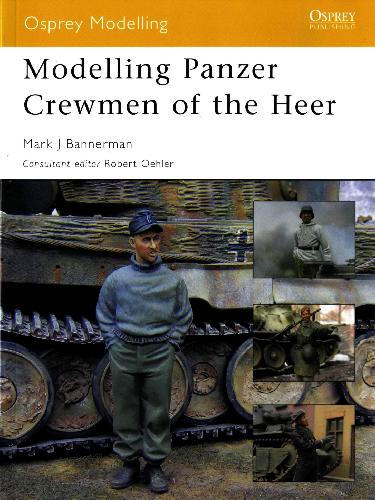 Osprey Modelling
OSPREY
PUBLISHING
Modelling Panzer
Crewmen of the Heer
Mark J Bannerman
Consultant editor Robert Oehler